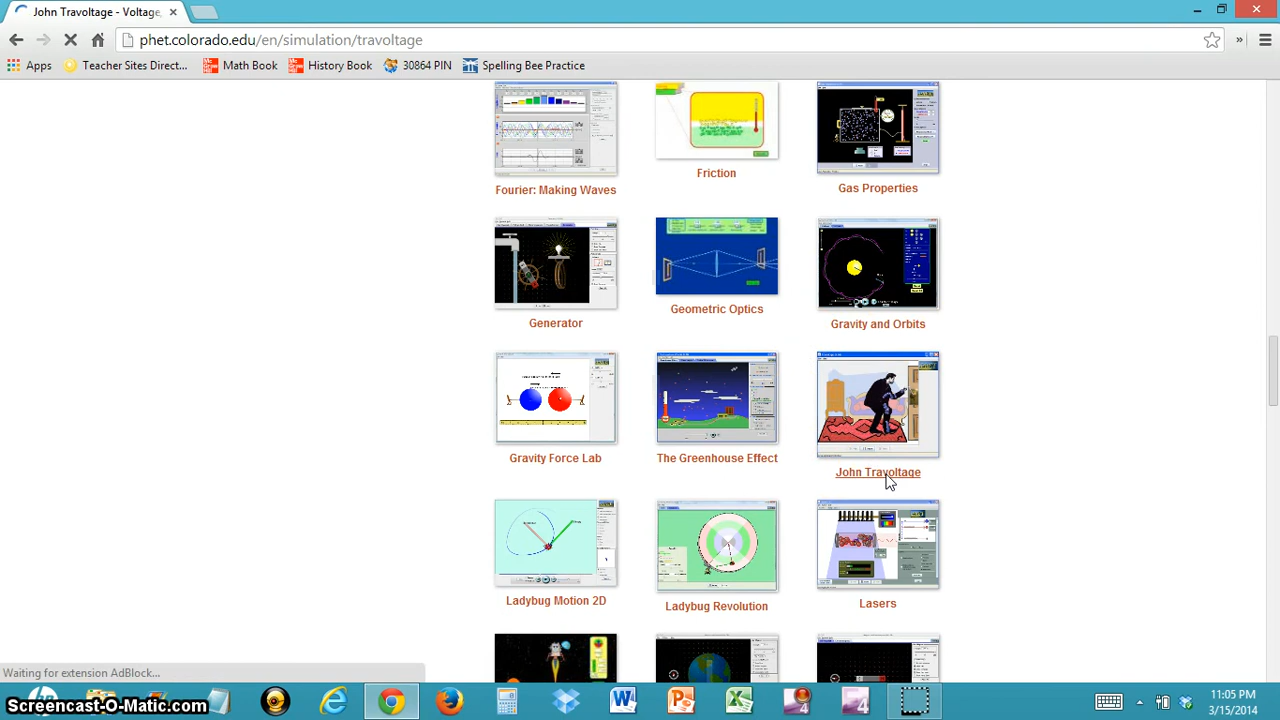 John Travoltage - Voltage,
phet.colorado.edu/en/simulation/travoltage
Apps Teacher Sites Direct... Math Book History Book 30864 PIN Spelling Bee Practice
Fourier: Making Waves Friction Gas Properties
Generator Geometric Optics Gravity and Orbits
Gravity Force Lab The Greenhouse Effect John Travoltage
Ladybug Motion 2D Ladybug Revolution Lasers
Waiting for extension AdBlock...
11:05 PM
3/15/2014
Screencast-O-Matic.com